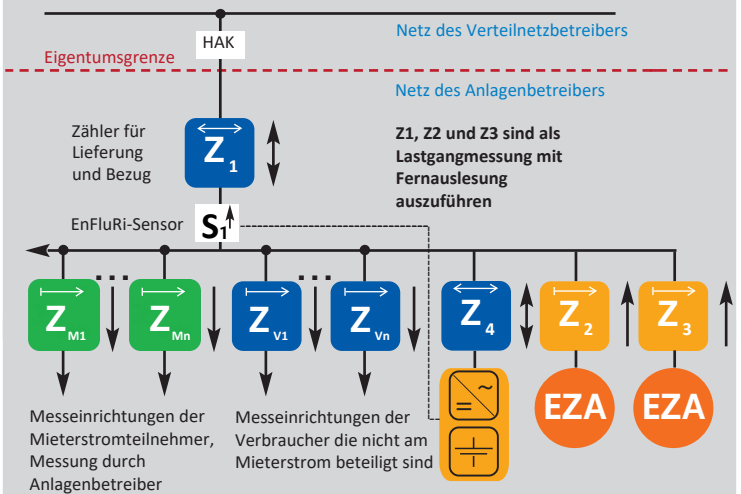 Netz des Verteilnetzbetreibers
HAK
Eigentumsgrenze
Netz des Anlagenbetreibers
Zähler für
Lieferung
und Bezug
Z1
Z1, Z2 und Z3 sind als
Lastgangmessung mit
Fernauslesung
auszuführen
EnFluRi-Sensor
S1
...
...
ZM1
ZMn
ZV1
ZVn
Z4
Z2
Z3
EZA
EZA
Messeinrichtungen der
Mieterstromteilnehmer,
Messung durch
Anlagenbetreiber
Messeinrichtungen der
Verbraucher die nicht am
Mieterstrom beteiligt sind